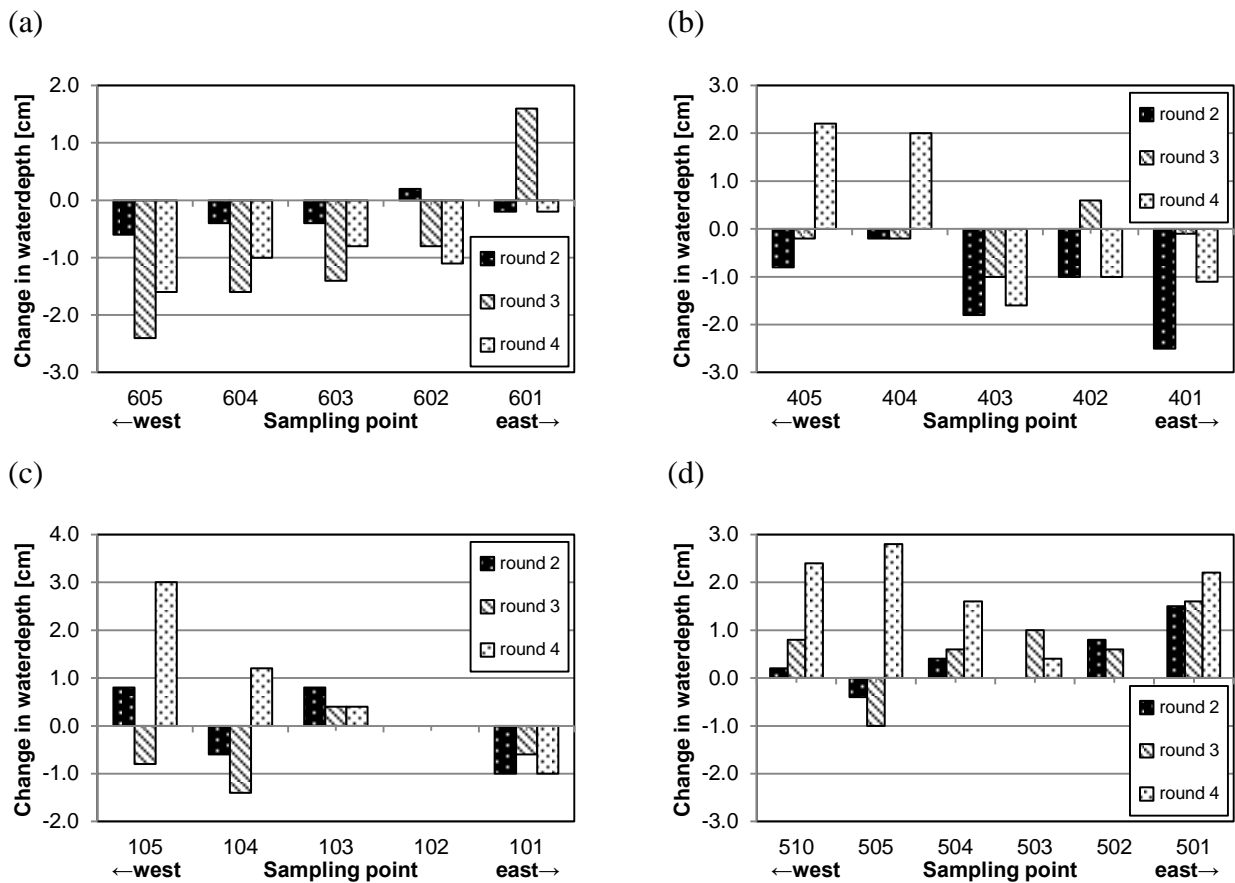 (a)
Change in waterdepth [cm]
2.0
1.0
0.0
-1.0
-2.0
-3.0
round 2
round 3
round 4
605 604 603 602 601
←west Sampling point east→
(b)
Change in waterdepth [cm]
3.0
2.0
1.0
0.0
-1.0
-2.0
-3.0
round 2
round 3
round 4
405 404 403 402 401
←west Sampling point east→
(c)
Change in waterdepth [cm]
4.0
3.0
2.0
1.0
0.0
-1.0
-2.0
round 2
round 3
round 4
105 104 103 102 101
←west Sampling point east→
(d)
Change in waterdepth [cm]
3.0
2.0
1.0
0.0
-1.0
-2.0
-3.0
round 2
round 3
round 4
510 505 504 503 502 501
←west Sampling point east→